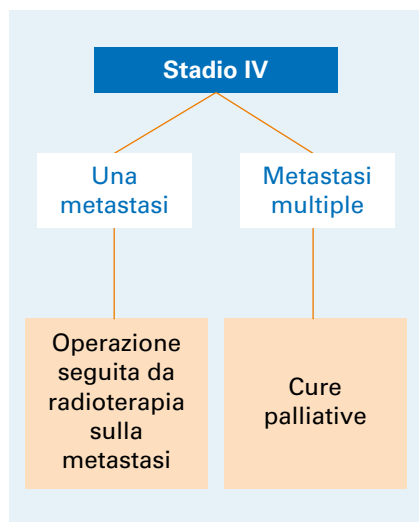 Stadio IV
Una
metastasi
Metastasi
multiple
Operazione
seguita da
radioterapia
sulla
metastasi
Cure
palliative